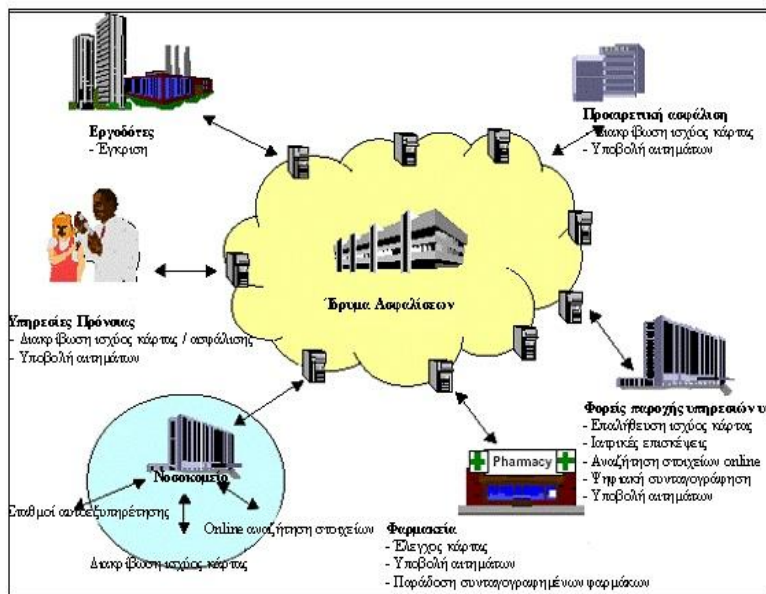 Εργοδότες
- Έγκριση
Προαιρετική ασφάλιση
- Διακρίβωση ισχύος κάρτας
- Υποβολή αιτημάτων
Ίδρυμα Ασφαλίσεων
Υπηρεσίες Πρόνοιας
- Διακρίβωση ισχύος κάρτας / ασφάλισης
- Υποβολή αιτημάτων
Φορείς παροχής υπηρεσιών υ
- Επαλήθευση ισχύος κάρτας
- Ιατρικές επισκέψεις
- Αναζήτηση στοιχείων online
- Ψηφιακή συνταγογράφηση
- Υποβολή αιτημάτων
Νοσοκομείο
Pharmacy
Σταθμοί αυτοεξυπηρέτησης
Online αναζήτηση στοιχείων
Διακρίβωση ισχύος κάρτας
Φαρμακεία
- Έλεγχος κάρτας
- Υποβολή αιτημάτων
- Παράδοση συνταγογραφημένων φαρμάκων